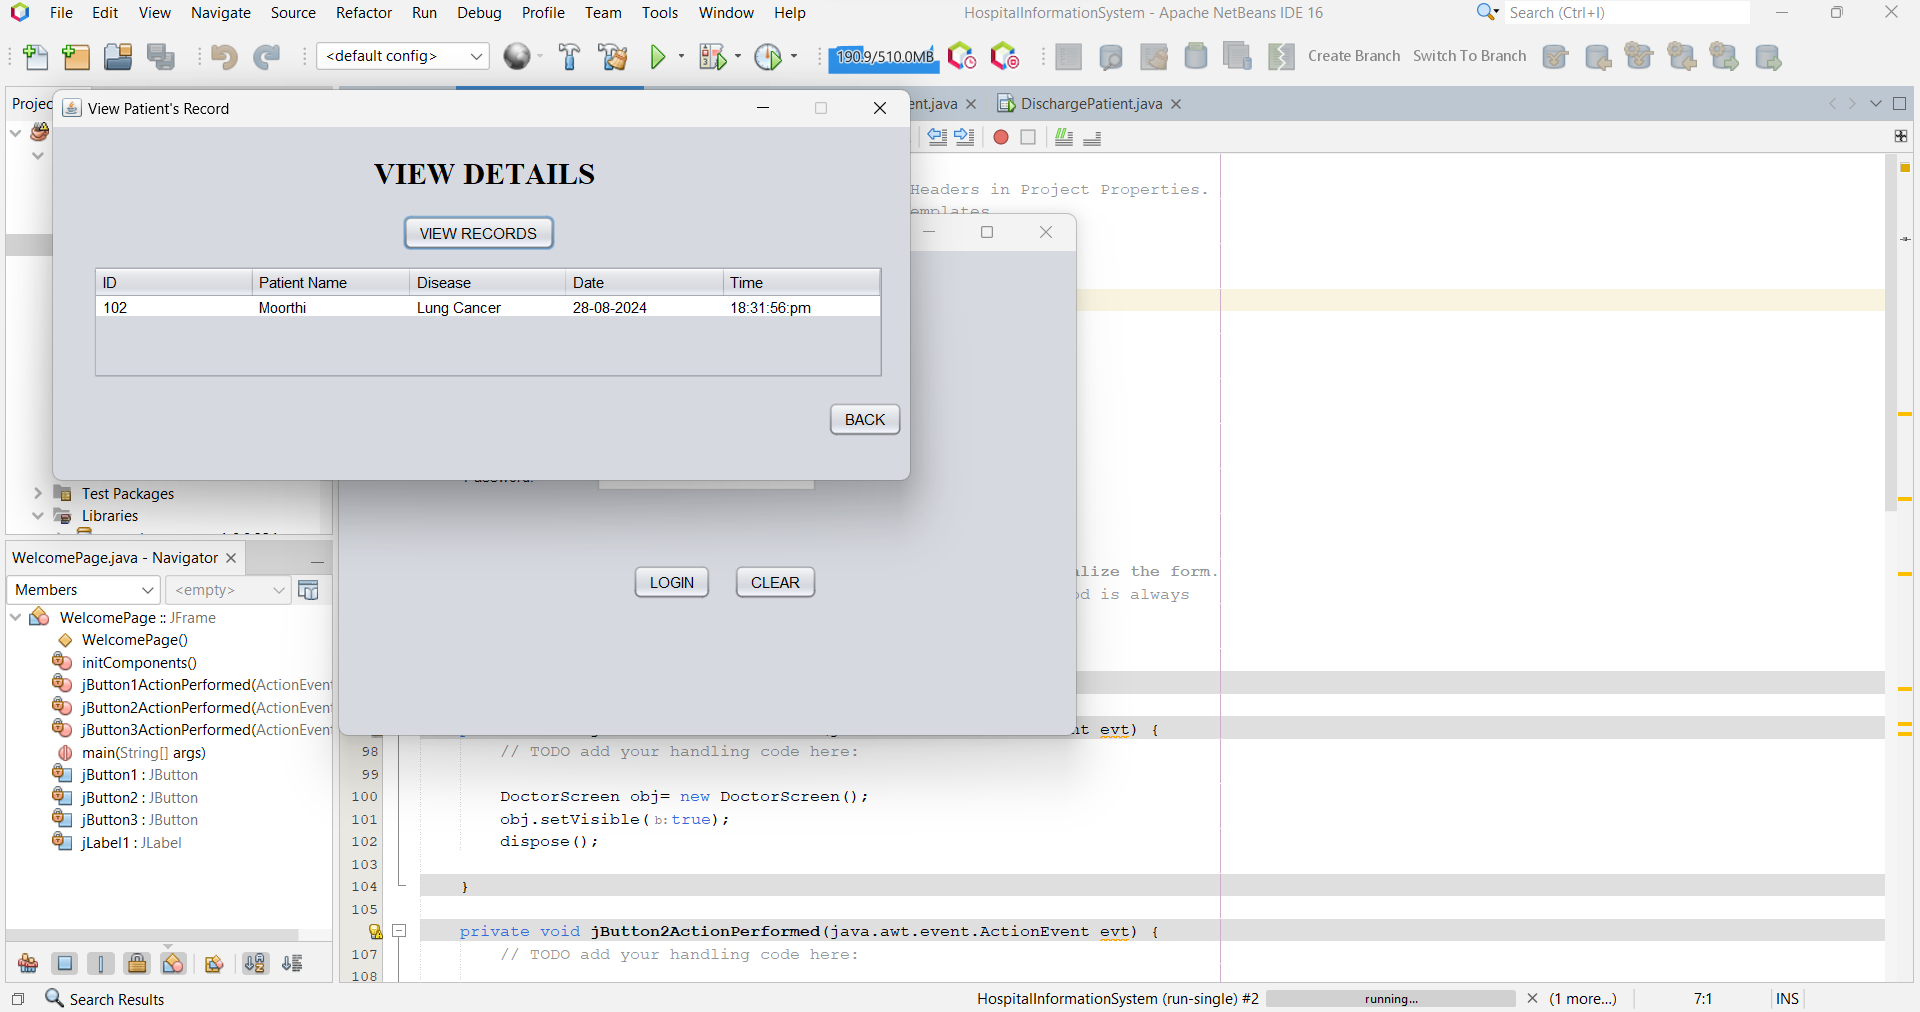 File Edit View Navigate Source Refactor Run Debug Profile Team Tools Window Help
HospitalInformationSystem - Apache NetBeans IDE 16
Search (Ctrl+I)
<default config>
190.9/510.0MB
Create Branch Switch To Branch
Projec
View Patient's Record
ent.java
DischargePatient.java
VIEW DETAILS
VIEW RECORDS
ID Patient Name Disease Date Time
102 Moorthi Lung Cancer 28-08-2024 18:31:56:pm
BACK
Headers in Project Properties.
emplates
Password:
LOGIN CLEAR
alize the form.
od is always
Test Packages
Libraries
WelcomePage.java - Navigator
Members
<empty>
WelcomePage :: JFrame
WelcomePage()
initComponents()
jButton1ActionPerformed(ActionEvent
jButton2ActionPerformed(ActionEvent
jButton3ActionPerformed(ActionEvent
main(String[] args)
jButton1 : JButton
jButton2 : JButton
jButton3 : JButton
jLabel1 : JLabel
nt evt) {
98 // TODO add your handling code here:
99
100 DoctorScreen obj= new DoctorScreen();
101 obj.setVisible( b: true);
102 dispose();
103
104 }
105
private void jButton2ActionPerformed(java.awt.event.ActionEvent evt) {
107 // TODO add your handling code here:
108
Search Results
HospitalInformationSystem (run-single) #2
running...
(1 more...)
7:1
INS